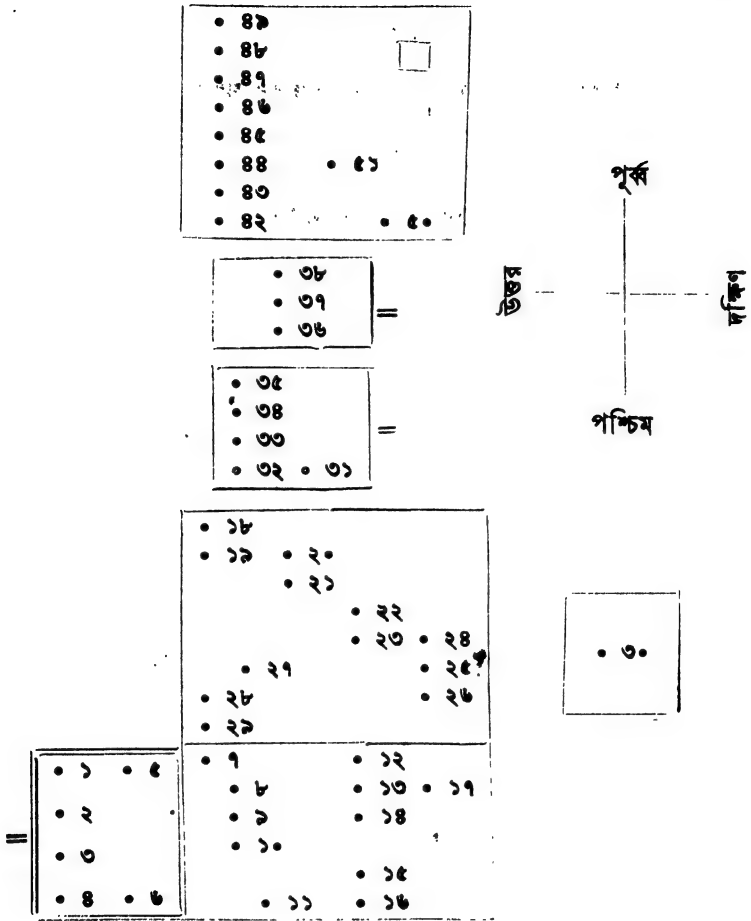 • ৪৯
• ৪৮
• ৪৭
• ৪৬
• ৪৫
• ৪৪ • ৫১
• ৪৩
• ৪২ • ৫০
পূর্ব্ব
উত্তর
দক্ষিণ
পশ্চিম
• ৩৮
• ৩৭
• ৩৬
• ৩৫
• ৩৪
• ৩৩
• ৩২ • ৩১
• ১৮
• ১৯ • ২০
• ২১
• ২২
• ২৩ • ২৪
• ২৭ • ২৫
• ২৮ • ২৬
• ২৯
• ৩০
• ১ • ৫
• ২
• ৩
• ৪ • ৬
• ৭ • ১২
• ৮ • ১৩ • ১৭
• ৯ • ১৪
• ১০
• ১৫
• ১১ • ১৬